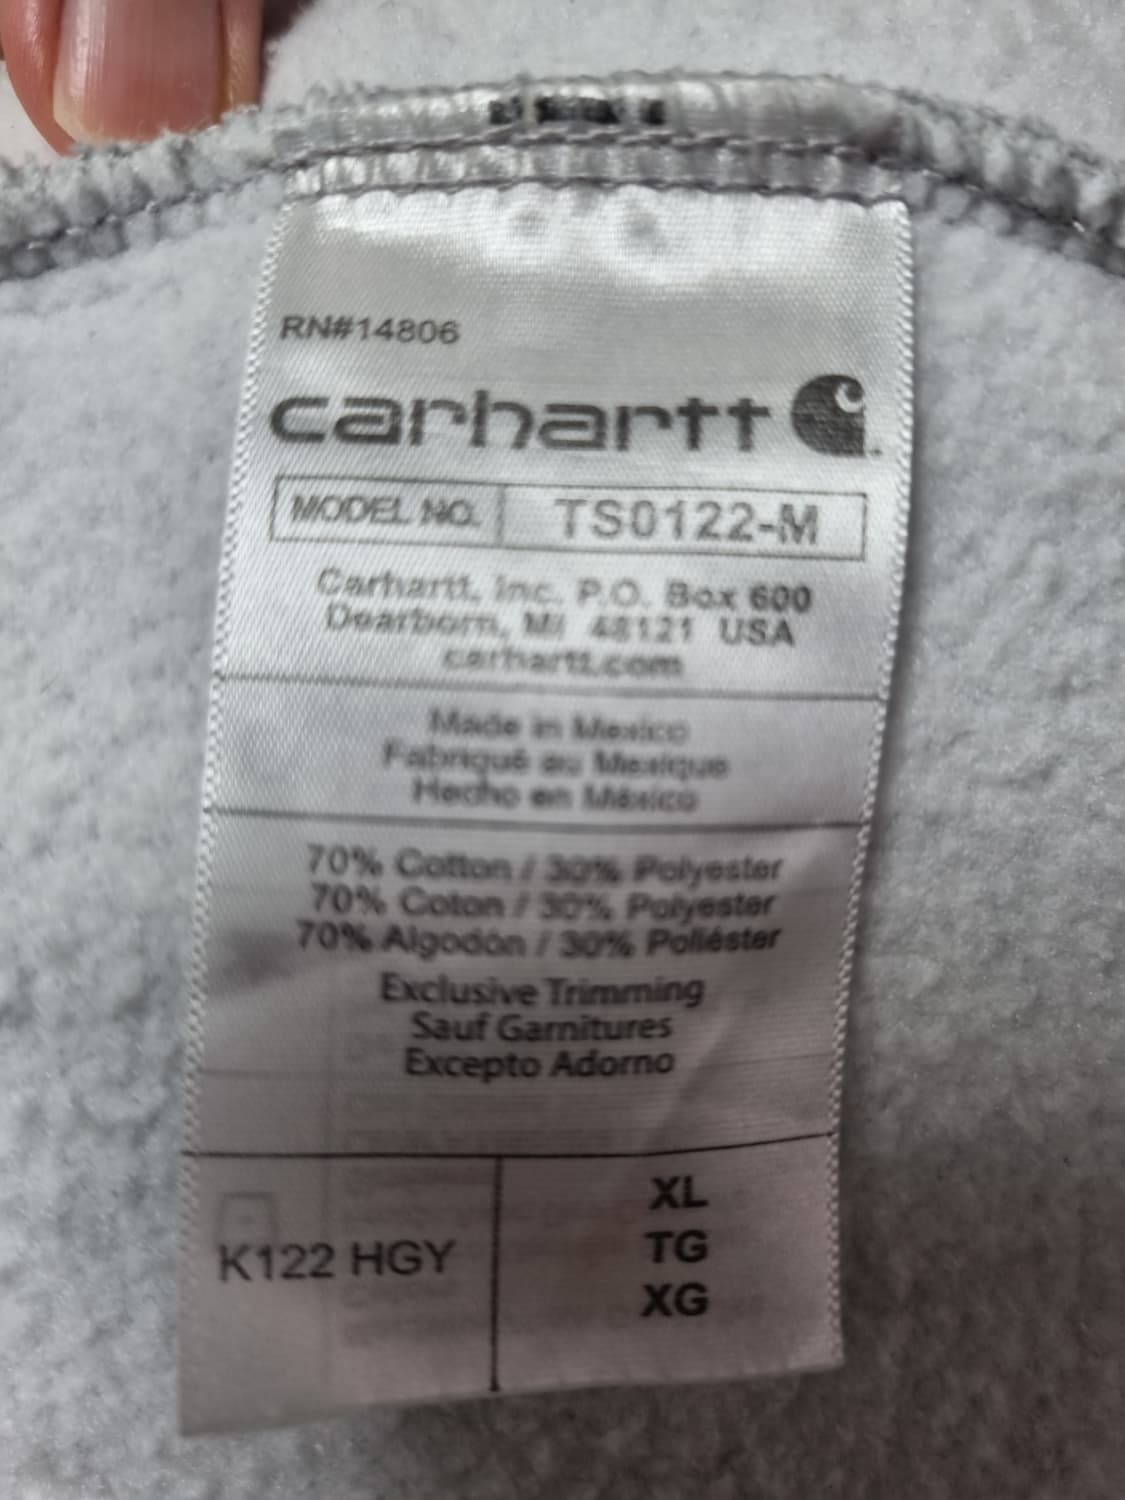 RN#14806
carhartt
MODEL NO. TS0122-M
Carhartt, Inc. P.O. Box 600
Dearborn, MI 48121 USA
carhartt.com
Made in Mexico
Fabriqué au Mexique
Hecho en México
70% Cotton / 30% Polyester
70% Coton / 30% Polyester
70% Algodón / 30% Poliéster
Exclusive Trimming
Sauf Garnitures
Excepto Adorno
K122 HGY
XL
TG
XG